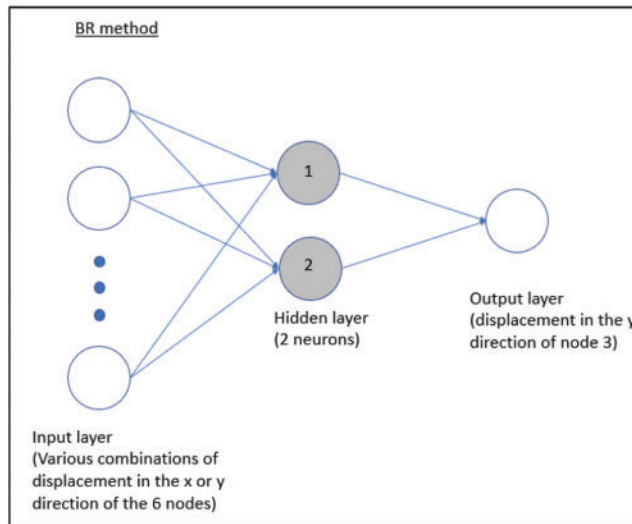 BR method
1
2
Hidden layer
(2 neurons)
Output layer
(displacement in the y
direction of node 3)
Input layer
(Various combinations of
displacement in the x or y
direction of the 6 nodes)